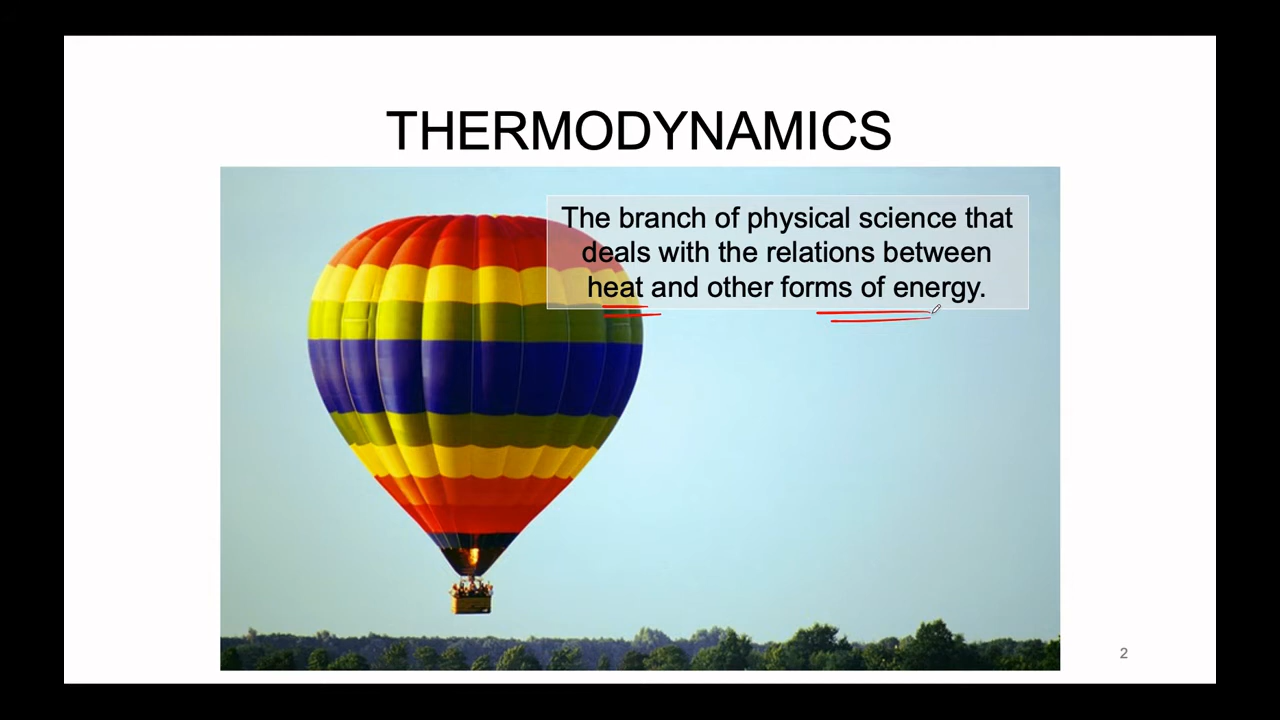 THERMODYNAMICS
The branch of physical science that
deals with the relations between
heat and other forms of energy.
2